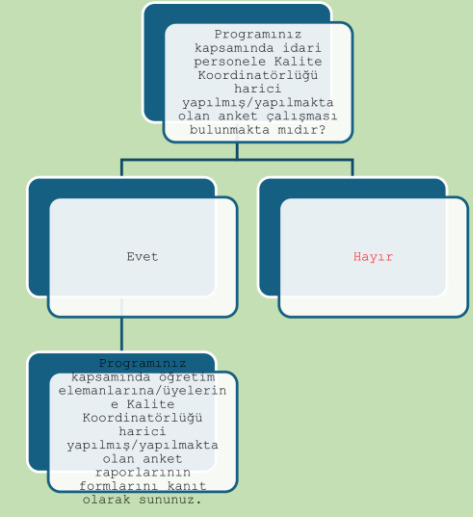 Programınız
kapsamında idari
personele Kalite
Koordinatörlüğü
harici
yapılmış/yapılmakta
olan anket çalışması
bulunmakta mıdır?
Evet
Hayır
Programınız
kapsamında öğretim
elemanlarına/üyelerin
e Kalite
Koordinatörlüğü
harici
yapılmış/yapılmakta
olan anket
raporlarının
formlarını kanıt
olarak sununuz.